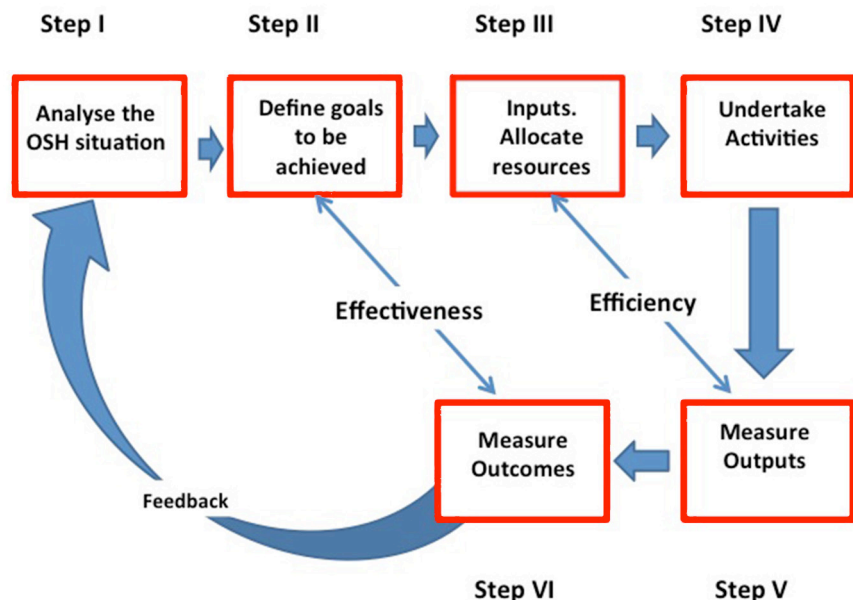 Step I
Step II
Step III
Step IV
Analyse the
OSH situation
Define goals
to be
achieved
Inputs.
Allocate
resources
Undertake
Activities
Effectiveness
Efficiency
Measure
Outcomes
Measure
Outputs
Feedback
Step VI
Step V